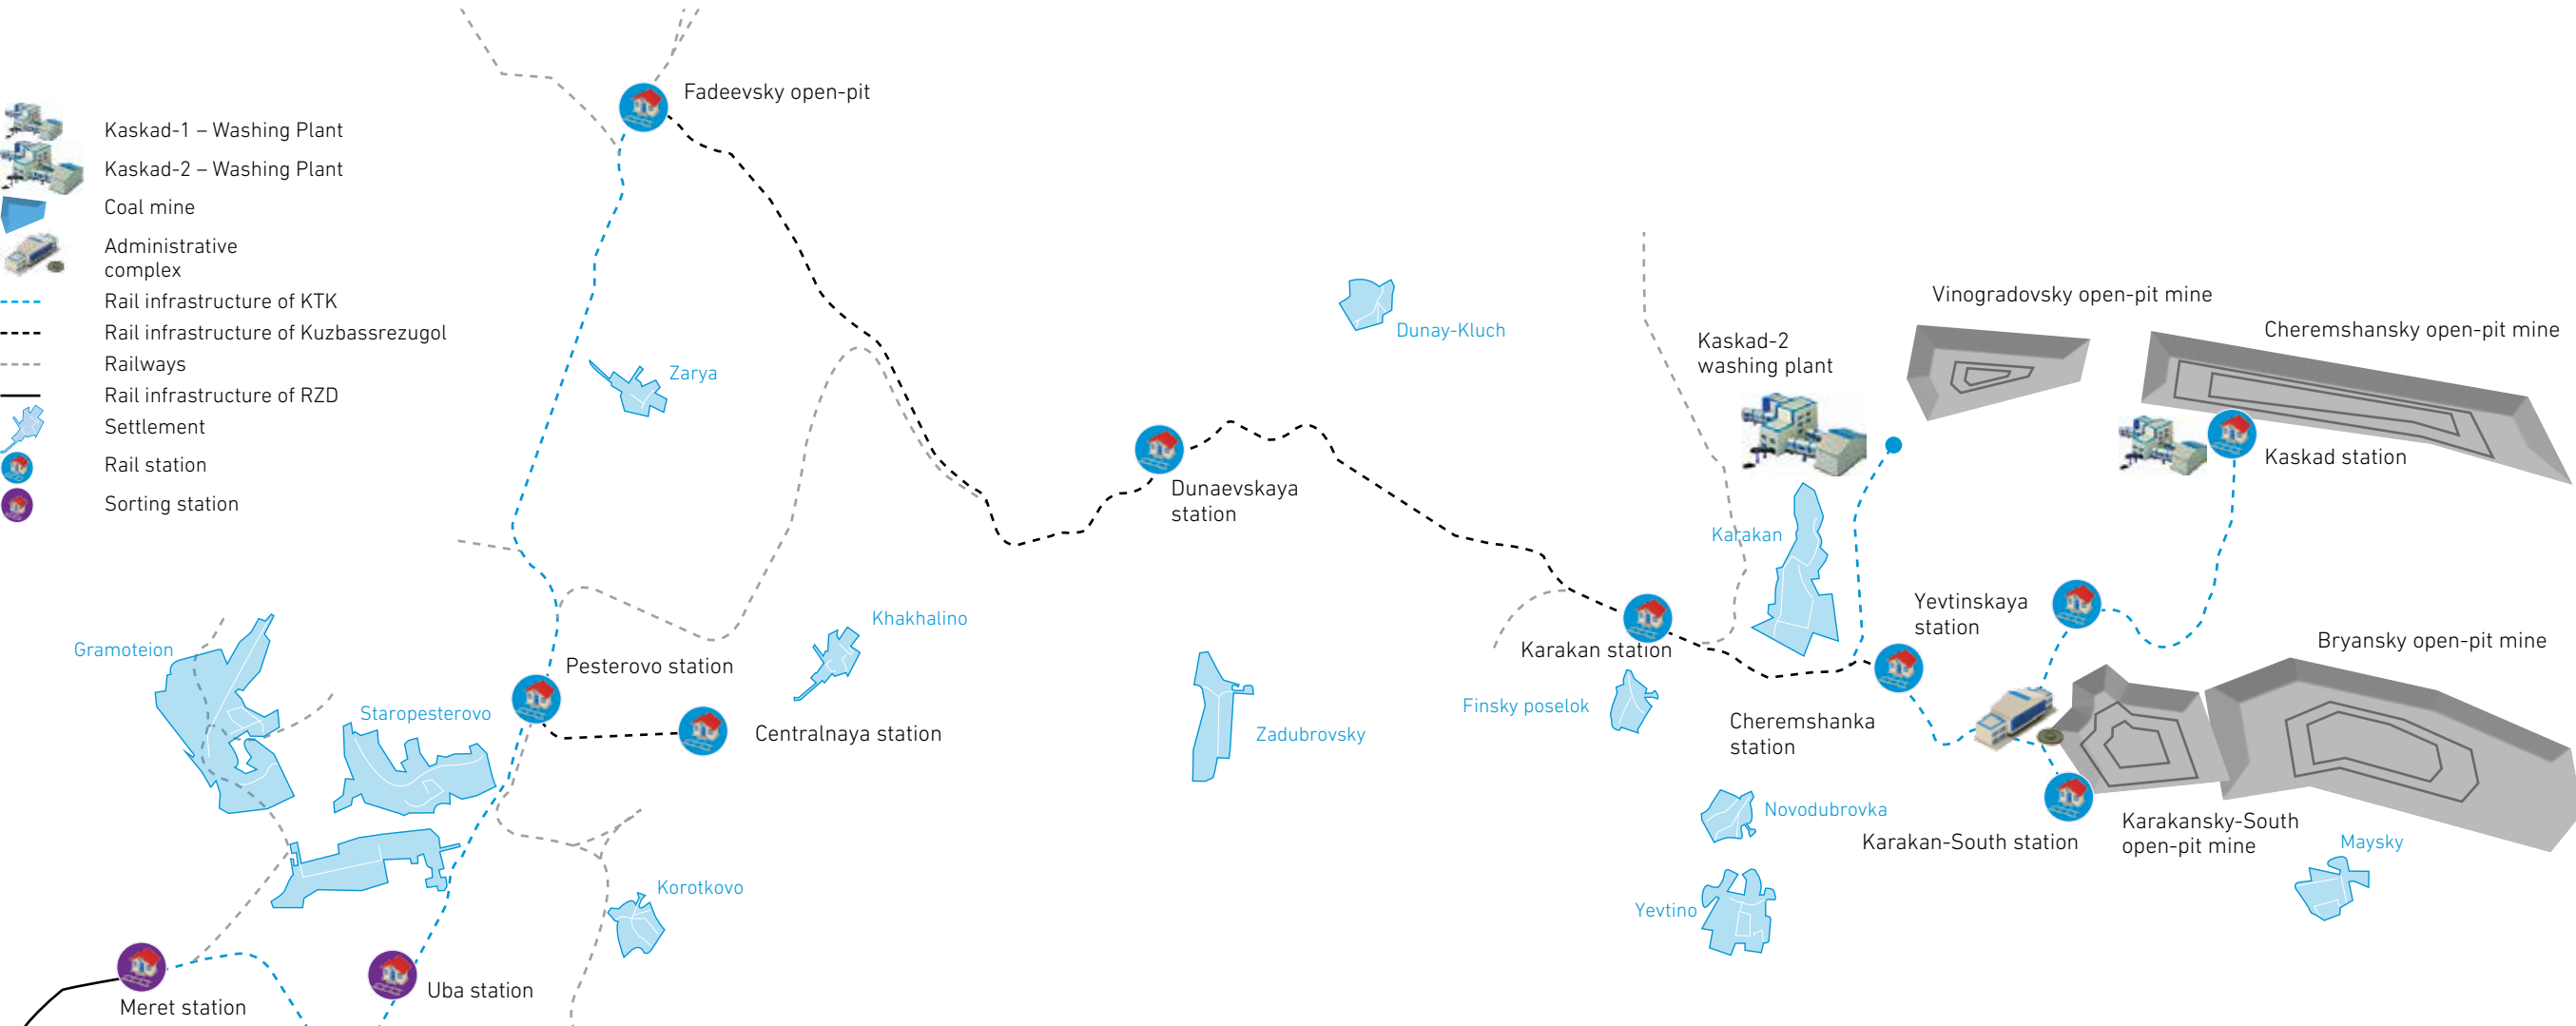 Kaskad-1 – Washing Plant
Kaskad-2 – Washing Plant
Coal mine
Administrative
complex
Rail infrastructure of KTK
Rail infrastructure of Kuzbassrezugol
Railways
Rail infrastructure of RZD
Settlement
Rail station
Sorting station
Fadeevsky open-pit
Zarya
Dunay-Kluch
Dunaevskaya
station
Kaskad-2
washing plant
Vinogradovsky open-pit mine
Cheremshansky open-pit mine
Kaskad station
Karakan
Gramoteion
Khakhalino
Pesterovo station
Staropesterovo
Centralnaya station
Karakan station
Finsky poselok
Zadubrovsky
Yevtinskaya
station
Bryansky open-pit mine
Cheremshanka
station
Novodubrovka
Karakan-South station
Karakansky-South
open-pit mine
Maysky
Korotkovo
Yevtino
Uba station
Meret station